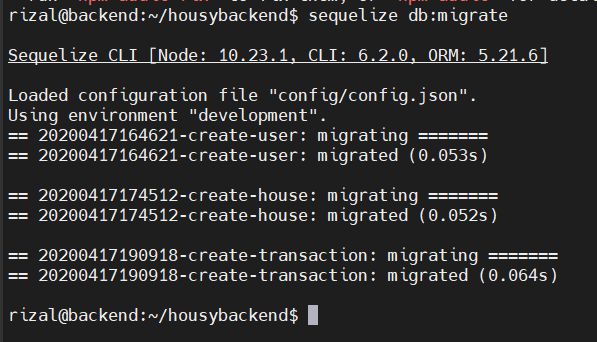 rizal@backend:~/housybackend$ sequelize db:migrate
Sequelize CLI [Node: 10.23.1, CLI: 6.2.0, ORM: 5.21.6]
Loaded configuration file "config/config.json".
Using environment "development".
== 20200417164621-create-user: migrating =======
== 20200417164621-create-user: migrated (0.053s)
== 20200417174512-create-house: migrating =======
== 20200417174512-create-house: migrated (0.052s)
== 20200417190918-create-transaction: migrating =======
== 20200417190918-create-transaction: migrated (0.064s)
rizal@backend:~/housybackend$